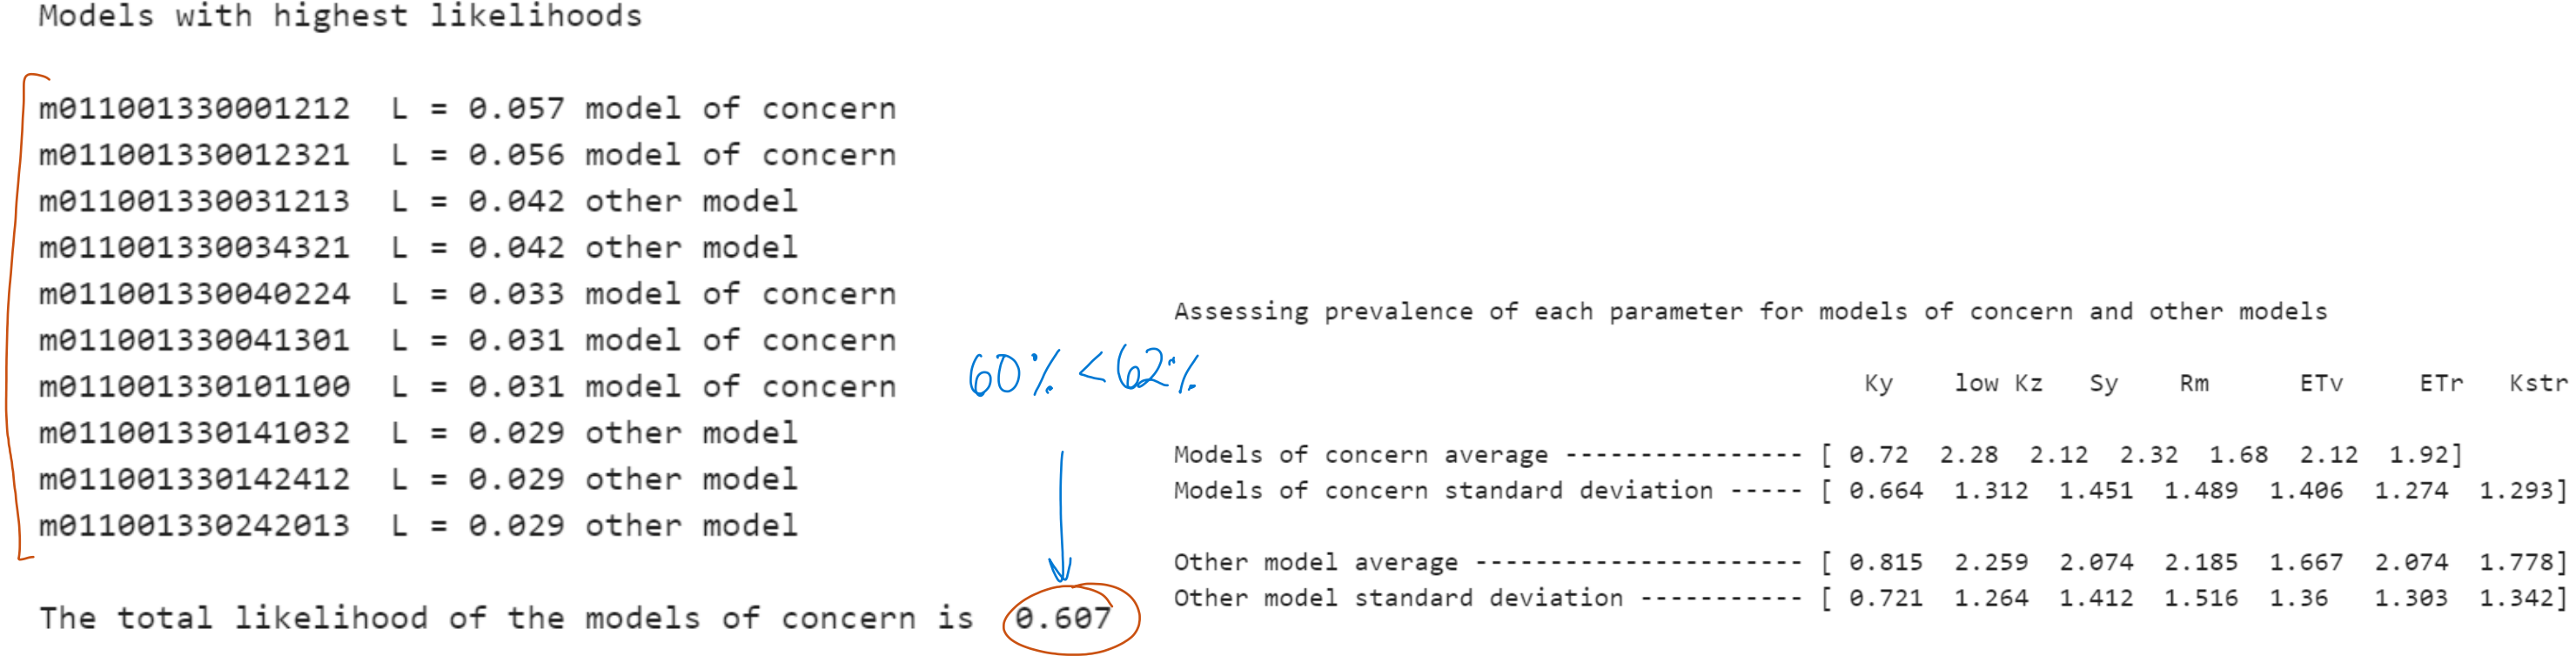 Models with highest likelihoods
m011001330001212  L = 0.057 model of concern
m011001330012321  L = 0.056 model of concern
m011001330031213  L = 0.042 other model
m011001330034321  L = 0.042 other model
m011001330040224  L = 0.033 model of concern
m011001330041301  L = 0.031 model of concern
m011001330101100  L = 0.031 model of concern
m011001330141032  L = 0.029 other model
m011001330142412  L = 0.029 other model
m011001330242013  L = 0.029 other model
60% < 62%
The total likelihood of the models of concern is  0.607
Assessing prevalence of each parameter for models of concern and other models
Ky  low Kz  Sy  Rm  ETv  ETr  Kstr
Models of concern average ---------------- [ 0.72  2.28  2.12  2.32  1.68  2.12  1.92]
Models of concern standard deviation ----- [ 0.664  1.312  1.451  1.489  1.406  1.274  1.293]
Other model average ---------------------- [ 0.815  2.259  2.074  2.185  1.667  2.074  1.778]
Other model standard deviation ----------- [ 0.721  1.264  1.412  1.516  1.36  1.303  1.342]